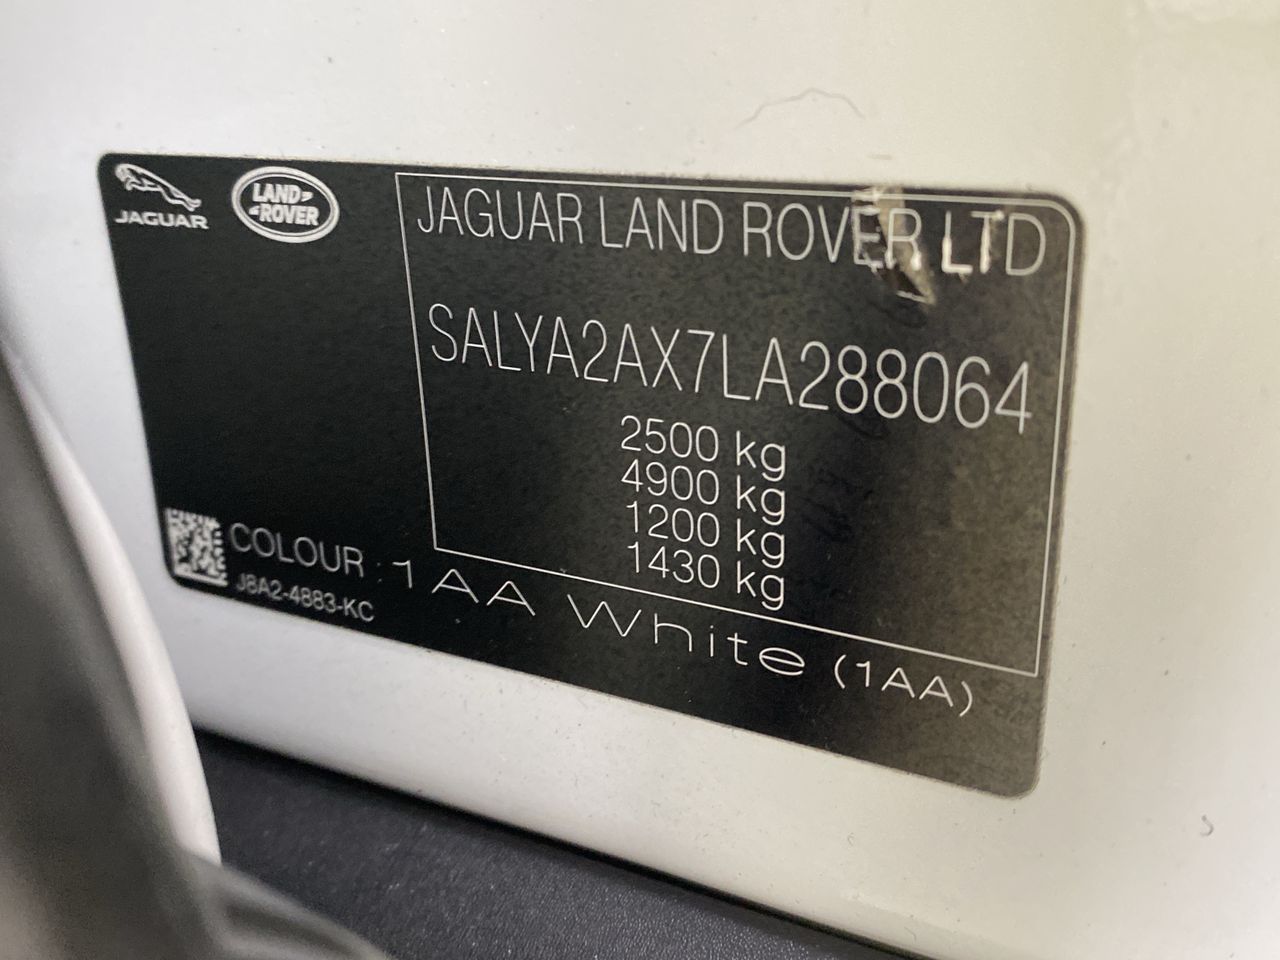 JAGUAR
LAND ROVER
JAGUAR LAND ROVER LTD
SALYA2AX7LA288064
2500 kg
4900 kg
1200 kg
1430 kg
COLOUR : 1AA White (1AA)
J8A2-4883-KC